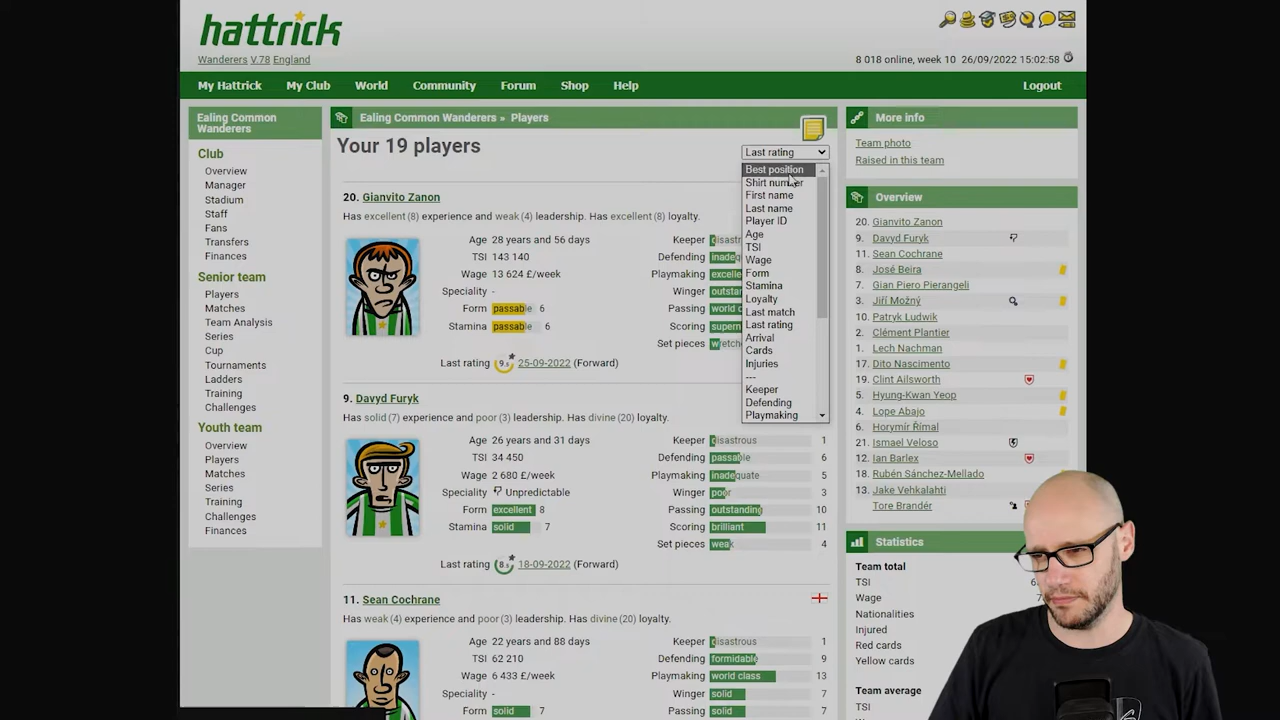 hattrick
Wanderers V.78 England
8 018 online, week 10 26/09/2022 15:02:58
My Hattrick My Club World Community Forum Shop Help Logout
Ealing Common
Wanderers
Club
Overview
Manager
Stadium
Staff
Fans
Transfers
Finances
Senior team
Players
Matches
Team Analysis
Series
Cup
Tournaments
Ladders
Training
Challenges
Youth team
Overview
Players
Matches
Series
Training
Challenges
Finances
Ealing Common Wanderers » Players
Your 19 players
Last rating
Best position
Shirt number
First name
Last name
Player ID
Age
TSI
Wage
Form
Stamina
Loyalty
Last match
Last rating
Arrival
Cards
Injuries
---
Keeper
Defending
Playmaking
20. Gianvito Zanon
Has excellent (8) experience and weak (4) leadership. Has excellent (8) loyalty.
Age 28 years and 56 days
TSI 143 140
Wage 13 624 £/week
Speciality -
Form passable 6
Stamina passable 6
Keeper
Defending
Playmaking
Winger
Passing
Scoring
Set pieces
Last rating 25-09-2022 (Forward)
9. Davyd Furyk
Has solid (7) experience and poor (3) leadership. Has divine (20) loyalty.
Age 26 years and 31 days
TSI 34 450
Wage 2 680 £/week
Speciality Unpredictable
Form excellent 8
Stamina solid 7
Keeper disastrous 1
Defending passable 6
Playmaking inadequate 5
Winger poor 3
Passing outstanding 10
Scoring brilliant 11
Set pieces weak 4
Last rating 18-09-2022 (Forward)
11. Sean Cochrane
Has weak (4) experience and poor (3) leadership. Has divine (20) loyalty.
Age 22 years and 88 days
TSI 62 210
Wage 6 433 £/week
Speciality -
Form solid 7
Keeper disastrous 1
Defending formidable 9
Playmaking world class 13
Winger solid 7
Passing solid 7
More info
Team photo
Raised in this team
Overview
20. Gianvito Zanon
9. Davyd Furyk
11. Sean Cochrane
8. José Beira
7. Gian Piero Pierangeli
3. Jiří Možný
10. Patryk Ludwik
2. Clément Plantier
1. Lech Nachman
17. Dito Nascimento
19. Clint Ailsworth
5. Hyung-Kwan Yeop
4. Lope Abajo
6. Horymír Římal
21. Ismael Veloso
12. Ian Barlex
18. Rubén Sánchez-Mellado
13. Jake Vehkalahti
Tore Brandér
Statistics
Team total
TSI
Wage
Nationalities
Injured
Red cards
Yellow cards
Team average
TSI